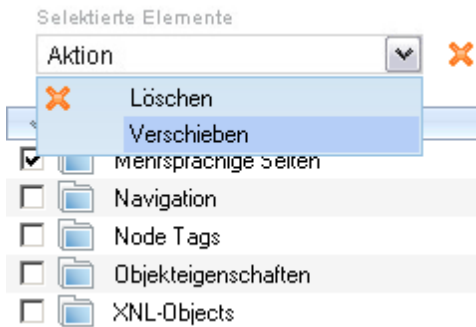 Selektierte Elemente
Aktion
Löschen
Verschieben
Mehrsprachige Seiten
Navigation
Node Tags
Objekteigenschaften
XNL-Objects